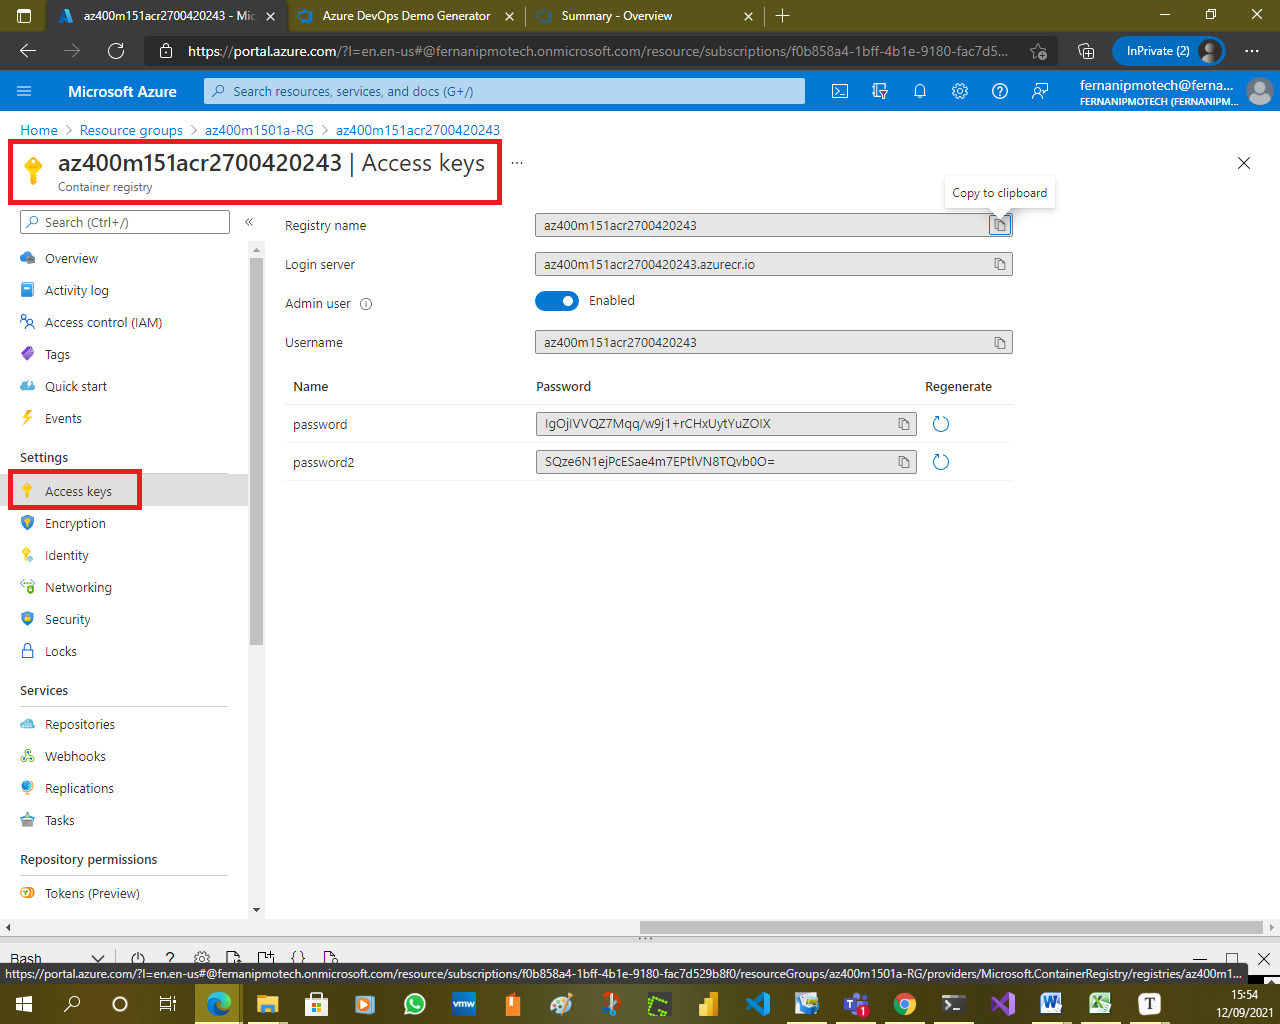 az400m151acr2700420243 - Mic
Azure DevOps Demo Generator
Summary - Overview
https://portal.azure.com/?l=en.en-us#@fernanipmotech.onmicrosoft.com/resource/subscriptions/f0b858a4-1bff-4b1e-9180-fac7d5...
InPrivate (2)
Microsoft Azure
Search resources, services, and docs (G+/)
fernanipmotech@ferna...
FERNANIPMOTECH (FERNANIPM...
Home > Resource groups > az400m1501a-RG > az400m151acr2700420243
az400m151acr2700420243 | Access keys ...
Container registry
Copy to clipboard
Search (Ctrl+/)
«
Overview
Activity log
Access control (IAM)
Tags
Quick start
Events
Settings
Access keys
Encryption
Identity
Networking
Security
Locks
Services
Repositories
Webhooks
Replications
Tasks
Repository permissions
Tokens (Preview)
Registry name
az400m151acr2700420243
Login server
az400m151acr2700420243.azurecr.io
Admin user
Enabled
Username
az400m151acr2700420243
Name Password Regenerate
password IgOjIVVQZ7Mqq/w9j1+rCHxUytYuZOIX
password2 SQze6N1ejPcESae4m7EPtlVN8TQvb0O=
Bash
https://portal.azure.com/?l=en.en-us#@fernanipmotech.onmicrosoft.com/resource/subscriptions/f0b858a4-1bff-4b1e-9180-fac7d529b8f0/resourceGroups/az400m1501a-RG/providers/Microsoft.ContainerRegistry/registries/az400m1...
vmw
15:54
12/09/2021